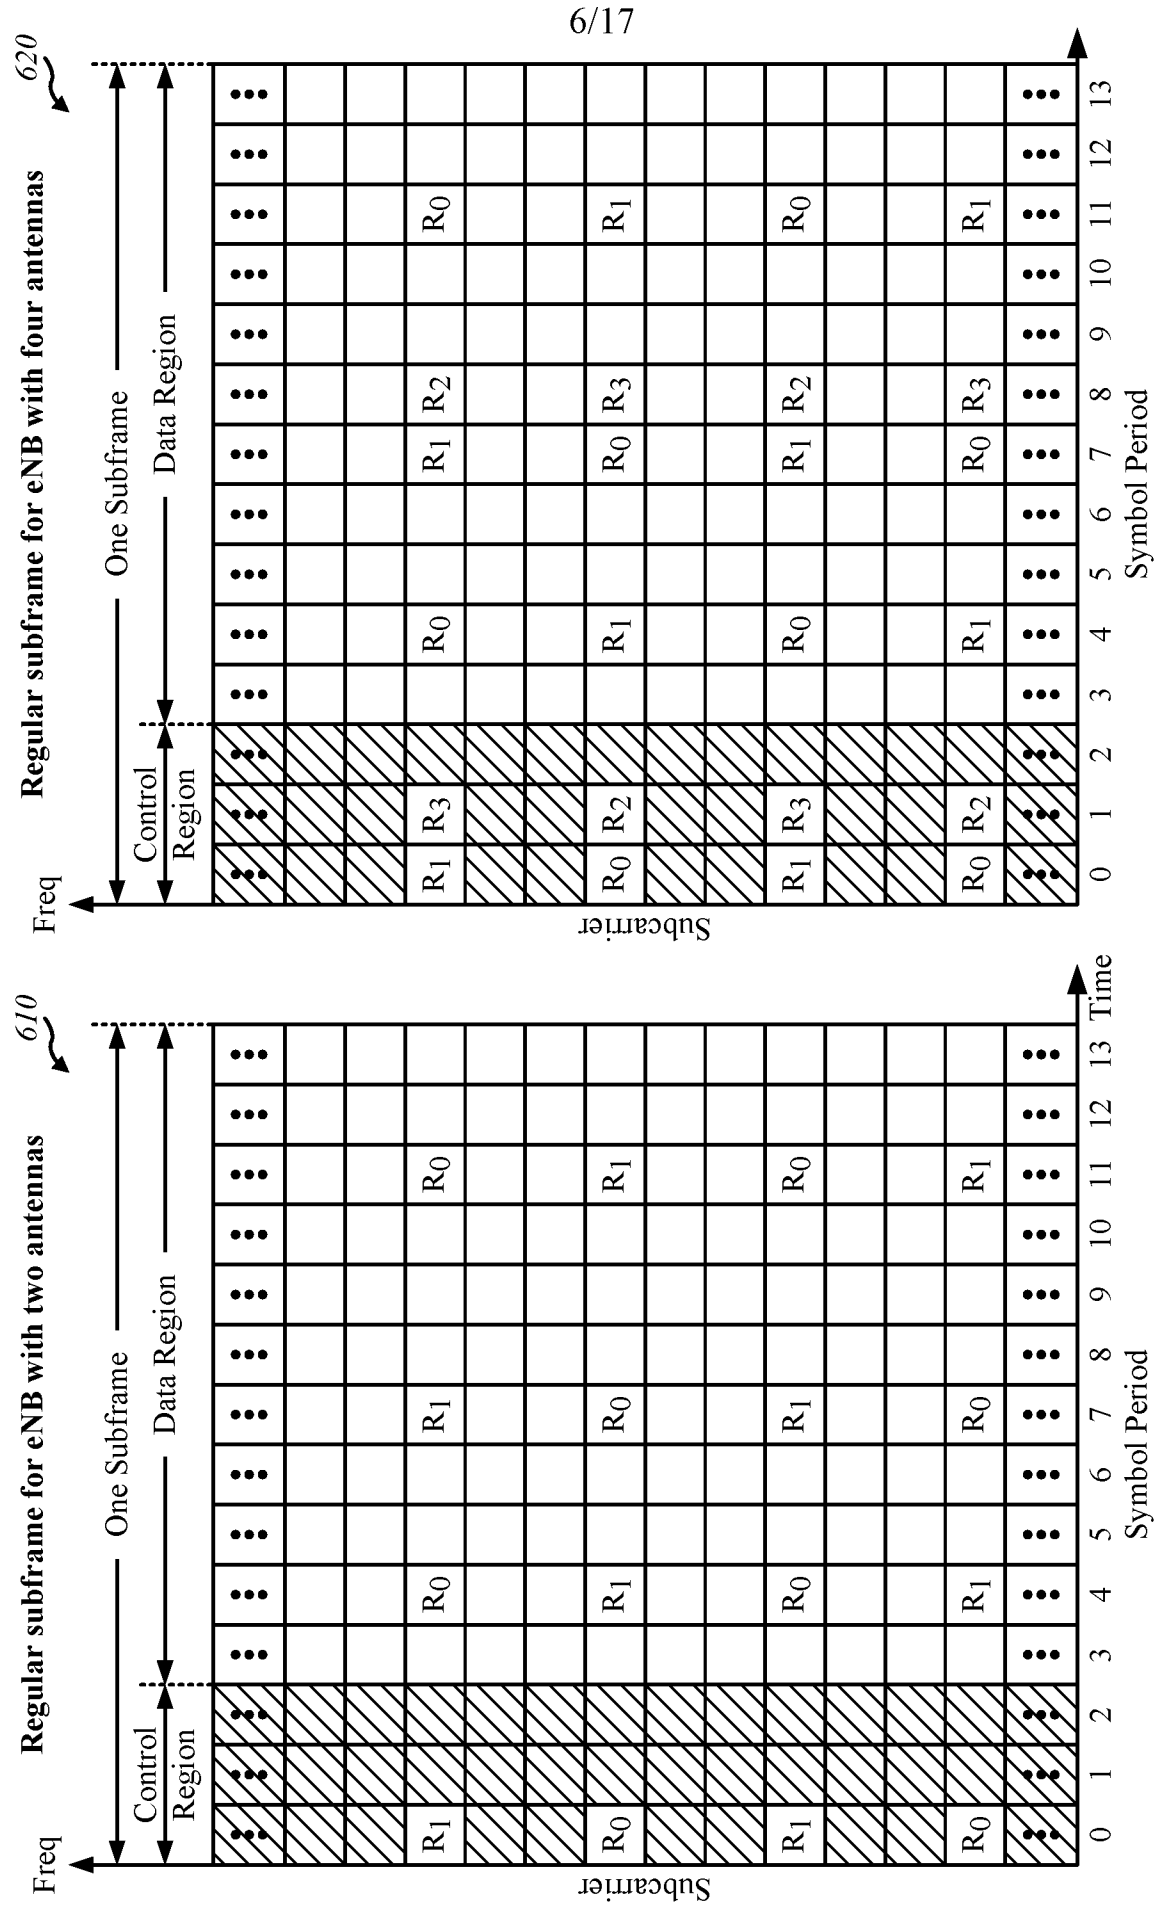 6/17
Regular subframe for eNB with two antennas
610
Freq
One Subframe
Control
Region
Data Region
Subcarrier
R1 R0 R1 R0
R0 R1 R0 R1
R1 R0 R1 R0
R0 R1 R0 R1
0 1 2 3 4 5 6 7 8 9 10 11 12 13 Time
Symbol Period
Regular subframe for eNB with four antennas
620
Freq
One Subframe
Control
Region
Data Region
Subcarrier
R1 R3 R0 R1 R2 R0
R0 R2 R1 R0 R3 R1
R1 R3 R0 R1 R2 R0
R0 R2 R1 R0 R3 R1
0 1 2 3 4 5 6 7 8 9 10 11 12 13
Symbol Period